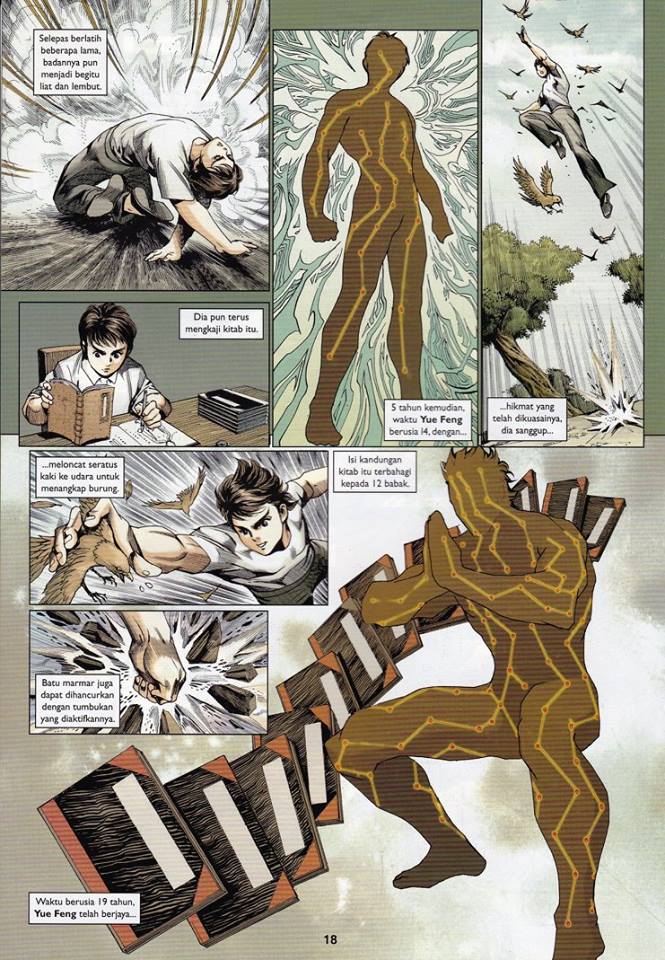 Selepas berlatih
beberapa lama,
badannya pun
menjadi begitu
liat dan lembut.
Dia pun terus
mengkaji kitab itu.
5 tahun kemudian,
waktu Yue Feng
berusia 14, dengan...
...hikmat yang
telah dikuasainya,
dia sanggup...
...meloncat seratus
kaki ke udara untuk
menangkap burung.
Isi kandungan
kitab itu terbahagi
kepada 12 babak.
Batu marmar juga
dapat dihancurkan
dengan tumbukan
yang diaktifkannya.
Waktu berusia 19 tahun,
Yue Feng telah berjaya...
18